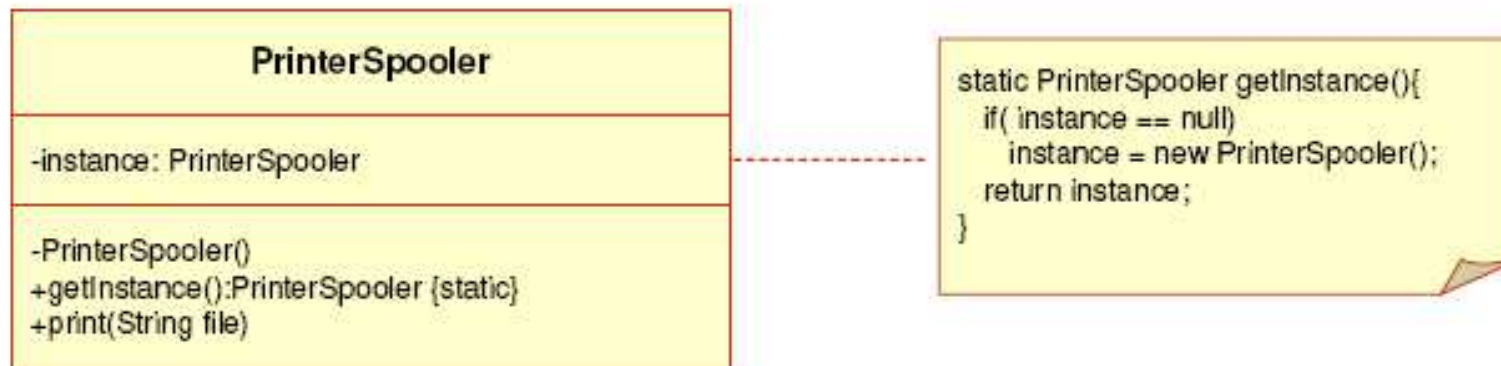 PrinterSpooler
-instance: PrinterSpooler
-PrinterSpooler()
+getInstance():PrinterSpooler {static}
+print(String file)
static PrinterSpooler getInstance(){
if( instance == null)
instance = new PrinterSpooler();
return instance;
}